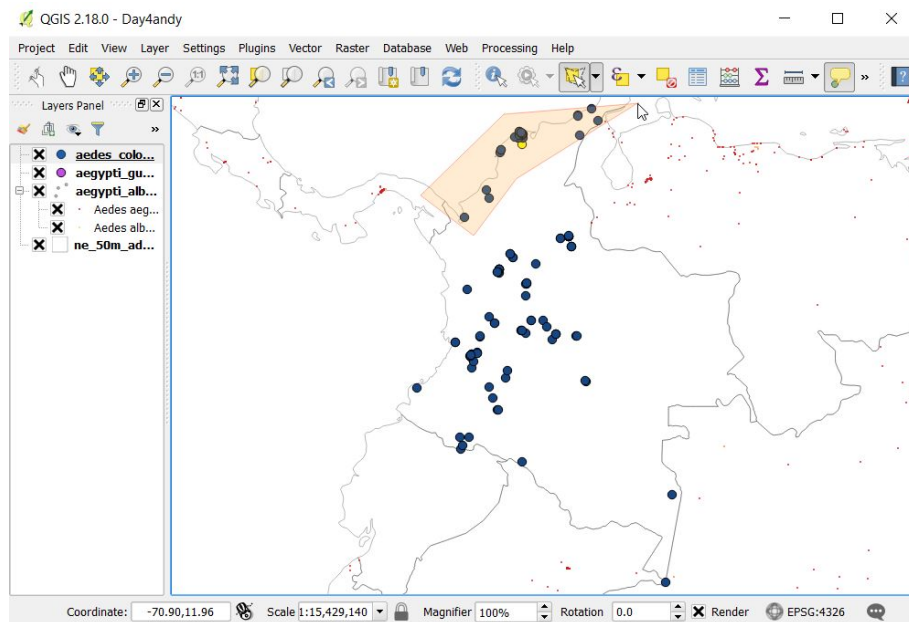 QGIS 2.18.0 - Day4andy
Project Edit View Layer Settings Plugins Vector Raster Database Web Processing Help
Layers Panel
aedes_colo...
aegypti_gu...
aegypti_alb...
Aedes aeg...
Aedes alb...
ne_50m_ad...
Coordinate: -70.90,11.96 Scale 1:15,429,140 Magnifier 100% Rotation 0.0 Render EPSG:4326